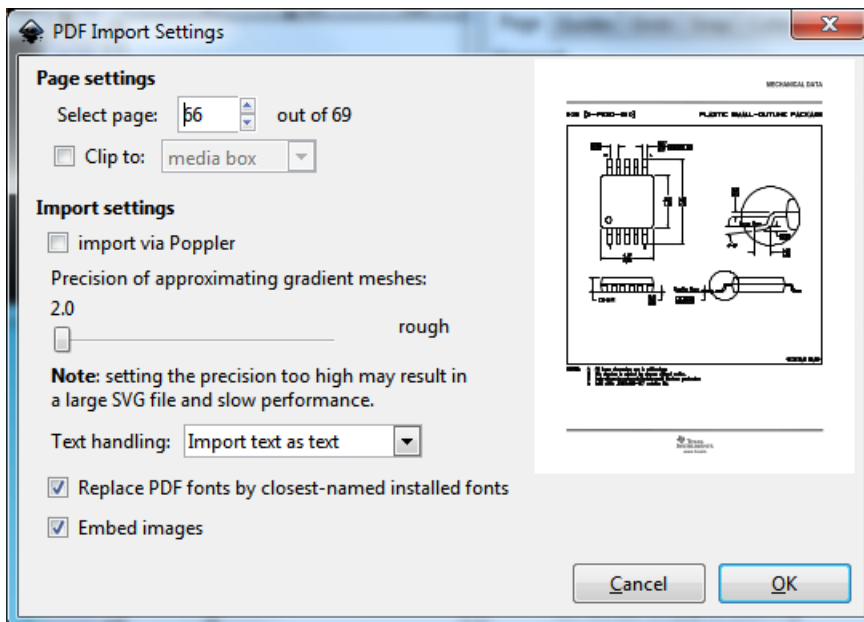 PDF Import Settings
Page settings
Select page: 66 out of 69
Clip to: media box
Import settings
import via Poppler
Precision of approximating gradient meshes:
2.0
rough
Note: setting the precision too high may result in
a large SVG file and slow performance.
Text handling: Import text as text
Replace PDF fonts by closest-named installed fonts
Embed images
Cancel OK
MECHANICAL DATA
PLASTIC SMALL-OUTLINE PACKAGE
TEXAS
INSTRUMENTS